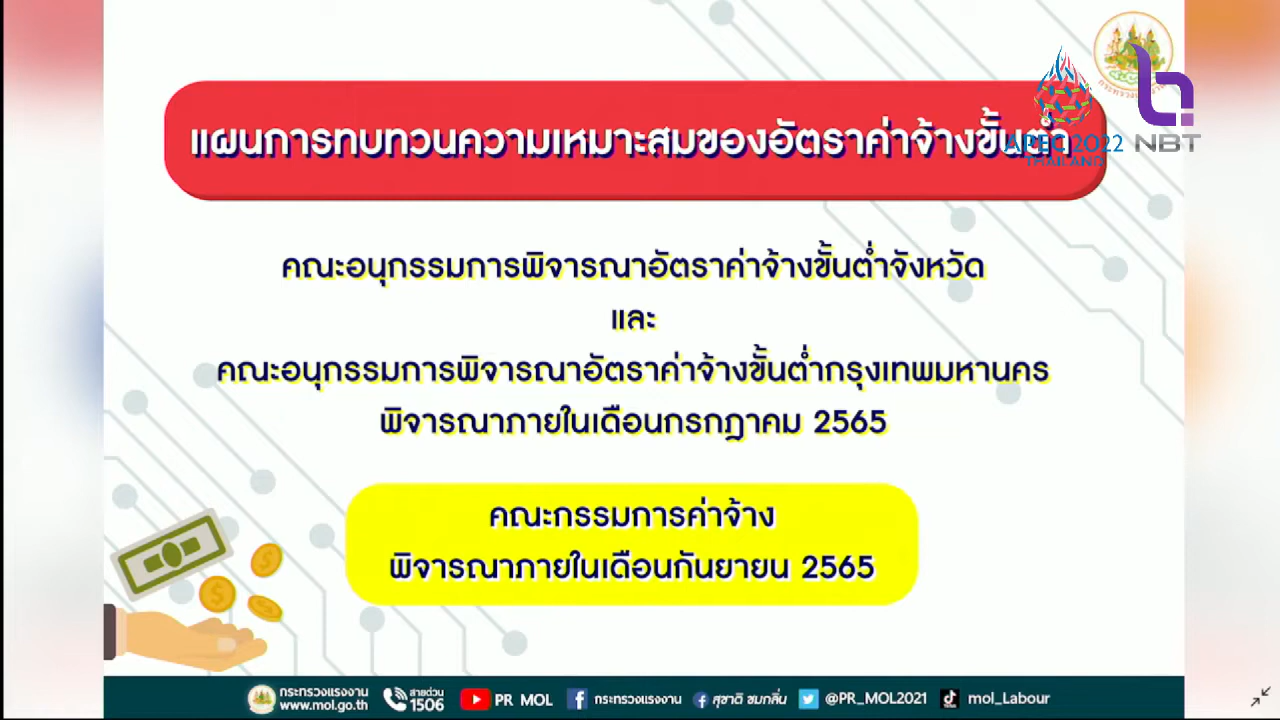 แผนการทบทวนความเหมาะสมของอัตราค่าจ้างขั้นต่ำ
APEC 2022
THAILAND
NBT
คณะอนุกรรมการพิจารณาอัตราค่าจ้างขั้นต่ำจังหวัด
และ
คณะอนุกรรมการพิจารณาอัตราค่าจ้างขั้นต่ำกรุงเทพมหานคร
พิจารณาภายในเดือนกรกฎาคม 2565
คณะกรรมการค่าจ้าง
พิจารณาภายในเดือนกันยายน 2565
กระทรวงแรงงาน
www.mol.go.th
สายด่วน
1506
PR MOL
กระทรวงแรงงาน
สุชาติ ชมกลิ่น
@PR_MOL2021
mol_Labour